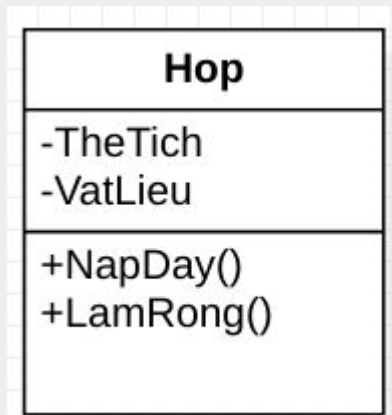 Hop
-TheTich
-VatLieu
+NapDay()
+LamRong()